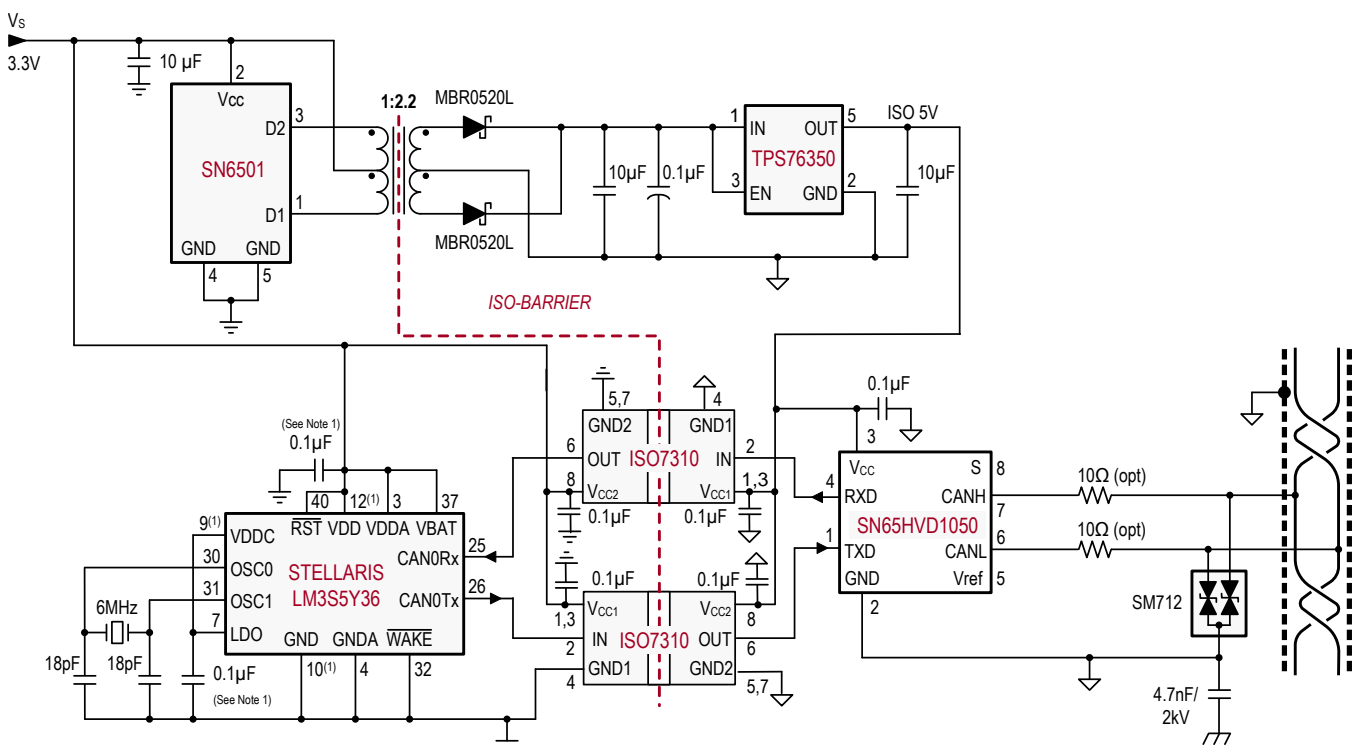 VS
3.3V
10 µF
2
Vcc
D2
3
SN6501
D1
1
GND
GND
4
5
1:2.2
MBR0520L
MBR0520L
10µF
0.1µF
1
IN
OUT
5
TPS76350
3
EN
GND
2
ISO 5V
10µF
ISO-BARRIER
5,7
GND2
6
OUT
8
VCC2
0.1µF
ISO7310
4
GND1
IN
2
1,3
VCC1
0.1µF
0.1µF
3
VCC
S
8
4
RXD
CANH
7
SN65HVD1050
1
TXD
CANL
6
GND
Vref
5
2
10Ω (opt)
10Ω (opt)
SM712
4.7nF/
2kV
(See Note 1)
0.1µF
40
12(1)
3
37
RST
VDD
VDDA
VBAT
9(1)
VDDC
30
OSC0
31
OSC1
7
LDO
STELLARIS
LM3S5Y36
CAN0Rx
25
CAN0Tx
26
GND
GNDA
WAKE
10(1)
4
32
6MHz
18pF
18pF
0.1µF
(See Note 1)
0.1µF
0.1µF
1,3
VCC1
2
IN
4
GND1
ISO7310
VCC2
8
OUT
6
GND2
5,7